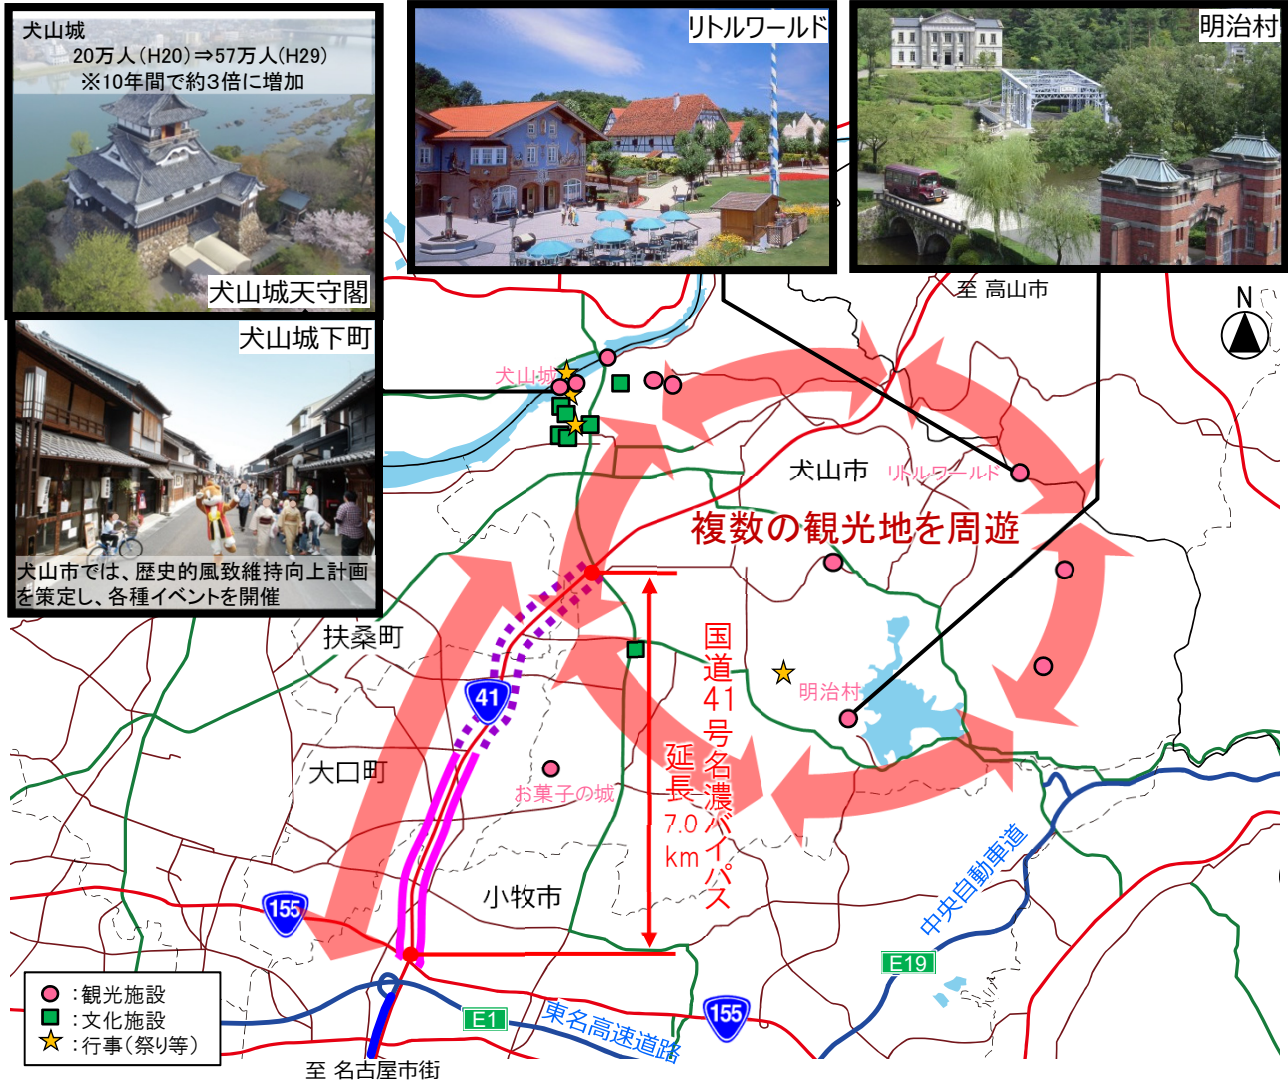 犬山城
20万人(H20)⇒57万人(H29)
※10年間で約3倍に増加
犬山城天守閣
リトルワールド
明治村
犬山城下町
犬山市では、歴史的風致維持向上計画
を策定し、各種イベントを開催
至 高山市
N
犬山城
犬山市
リトルワールド
複数の観光地を周遊
扶桑町
41
国道41号名濃バイパス
延長
7.0
km
明治村
大口町
お菓子の城
小牧市
155
中央自動車道
E19
E1
東名高速道路
155
:観光施設
:文化施設
:行事(祭り等)
至 名古屋市街